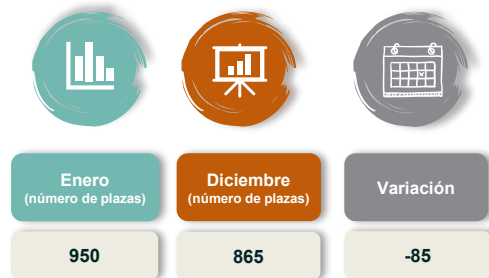 Enero
(número de plazas)
Diciembre
(número de plazas)
Variación
950
865
-85